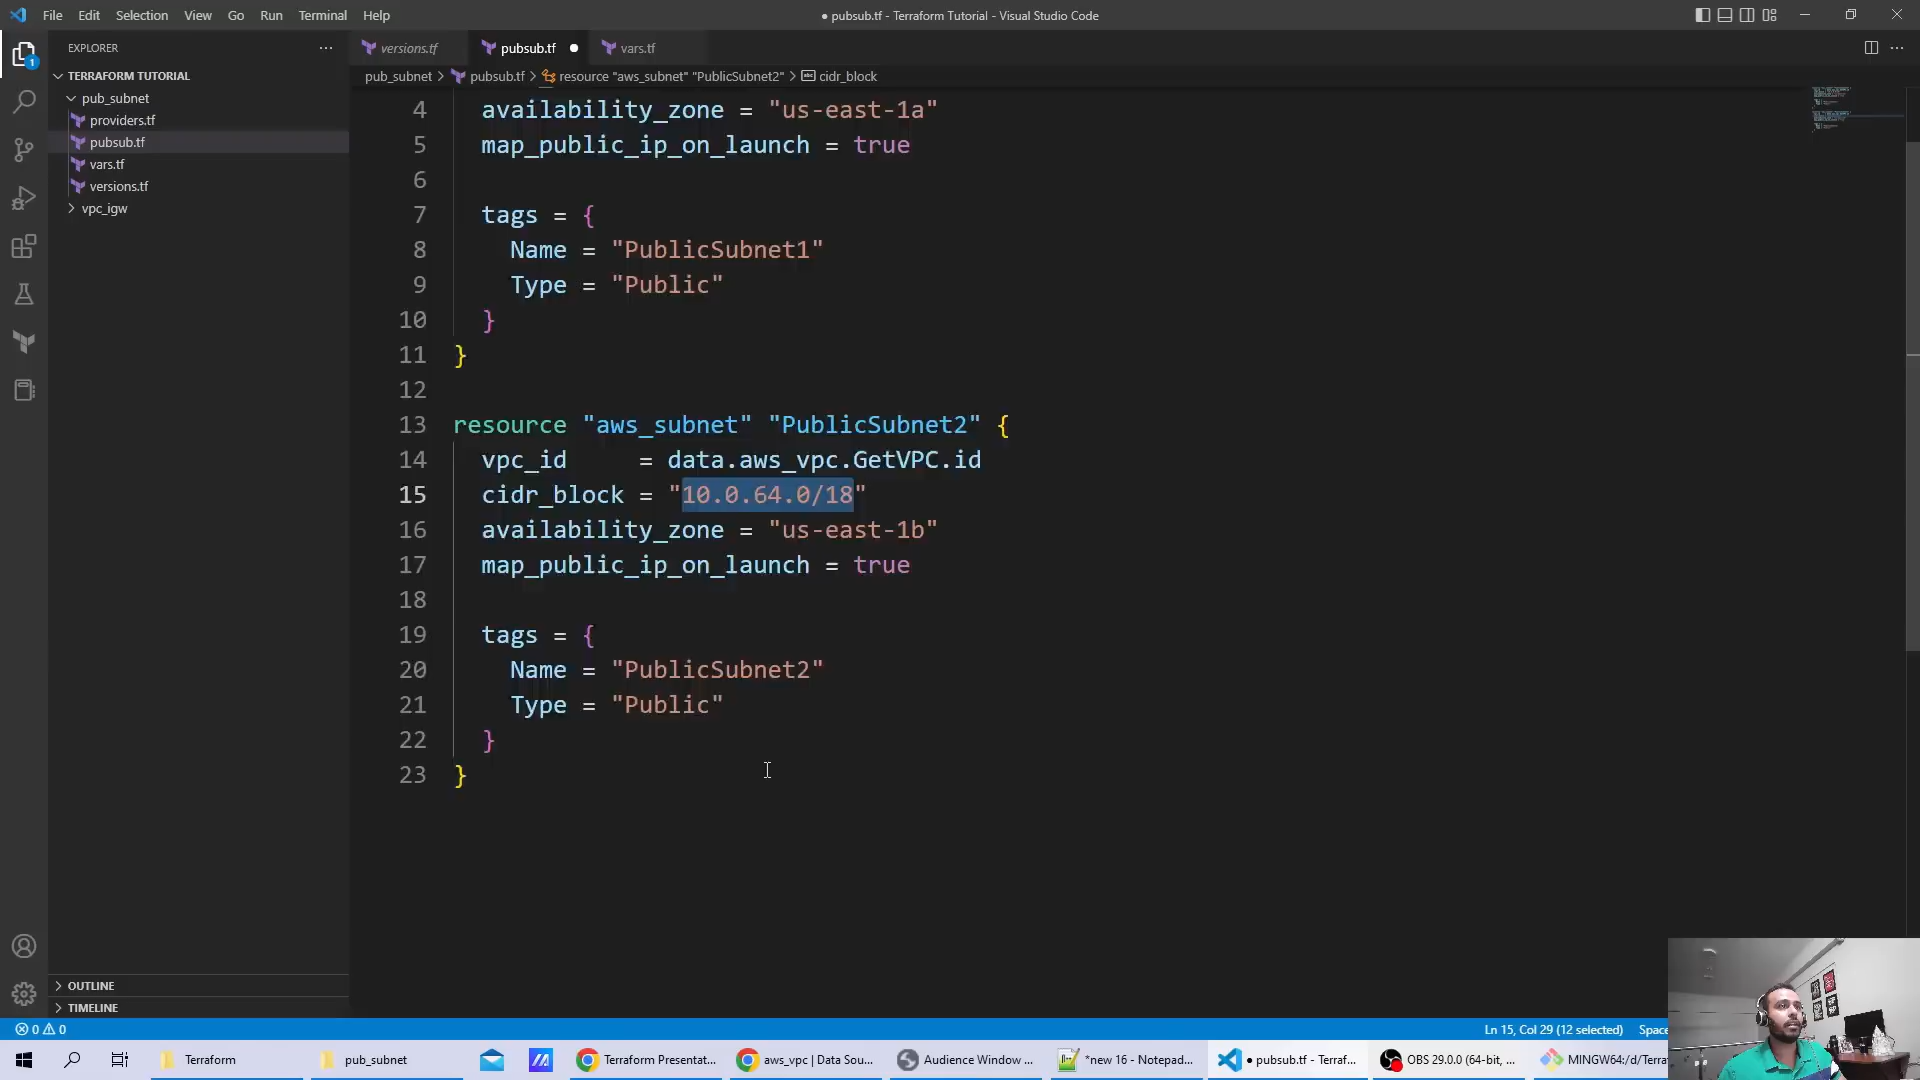 File Edit Selection View Go Run Terminal Help
● pubsub.tf - Terraform Tutorial - Visual Studio Code
EXPLORER
versions.tf
pubsub.tf
vars.tf
TERRAFORM TUTORIAL
pub_subnet > pubsub.tf > resource "aws_subnet" "PublicSubnet2" > cidr_block
pub_subnet
providers.tf
pubsub.tf
vars.tf
versions.tf
vpc_igw
4 availability_zone = "us-east-1a"
5 map_public_ip_on_launch = true
6
7 tags = {
8 Name = "PublicSubnet1"
9 Type = "Public"
10 }
11 }
12
13 resource "aws_subnet" "PublicSubnet2" {
14 vpc_id = data.aws_vpc.GetVPC.id
15 cidr_block = "10.0.64.0/18"
16 availability_zone = "us-east-1b"
17 map_public_ip_on_launch = true
18
19 tags = {
20 Name = "PublicSubnet2"
21 Type = "Public"
22 }
23 }
OUTLINE
TIMELINE
1
0 0
Ln 15, Col 29 (12 selected)
Space
Terraform
pub_subnet
Terraform Presentat...
aws_vpc | Data Sou...
Audience Window ...
*new 16 - Notepad...
● pubsub.tf - Terraf...
OBS 29.0.0 (64-bit, ...
MINGW64:/d/Terra